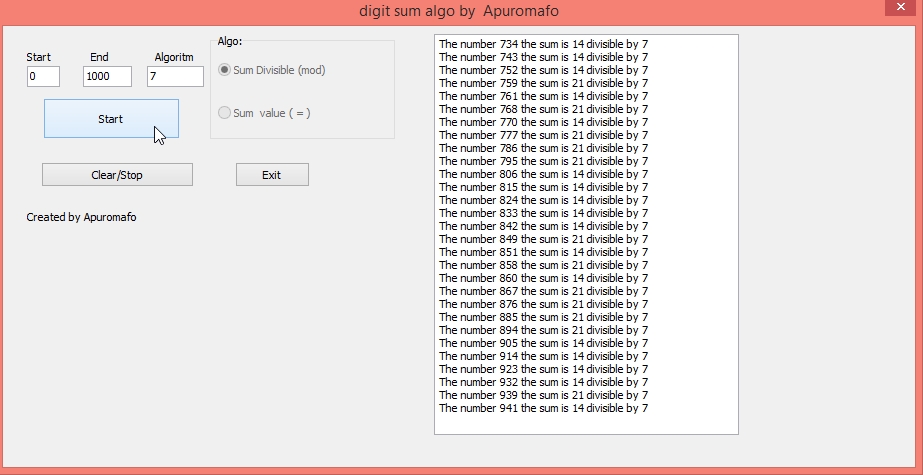 digit sum algo by Apuromafo
Start End Algoritm
0 1000 7
Start
Clear/Stop Exit
Created by Apuromafo
Algo:
Sum Divisible (mod)
Sum value ( = )
The number 734 the sum is 14 divisible by 7
The number 743 the sum is 14 divisible by 7
The number 752 the sum is 14 divisible by 7
The number 759 the sum is 21 divisible by 7
The number 761 the sum is 14 divisible by 7
The number 768 the sum is 21 divisible by 7
The number 770 the sum is 14 divisible by 7
The number 777 the sum is 21 divisible by 7
The number 786 the sum is 21 divisible by 7
The number 795 the sum is 21 divisible by 7
The number 806 the sum is 14 divisible by 7
The number 815 the sum is 14 divisible by 7
The number 824 the sum is 14 divisible by 7
The number 833 the sum is 14 divisible by 7
The number 842 the sum is 14 divisible by 7
The number 849 the sum is 21 divisible by 7
The number 851 the sum is 14 divisible by 7
The number 858 the sum is 21 divisible by 7
The number 860 the sum is 14 divisible by 7
The number 867 the sum is 21 divisible by 7
The number 876 the sum is 21 divisible by 7
The number 885 the sum is 21 divisible by 7
The number 894 the sum is 21 divisible by 7
The number 905 the sum is 14 divisible by 7
The number 914 the sum is 14 divisible by 7
The number 923 the sum is 14 divisible by 7
The number 932 the sum is 14 divisible by 7
The number 939 the sum is 21 divisible by 7
The number 941 the sum is 14 divisible by 7